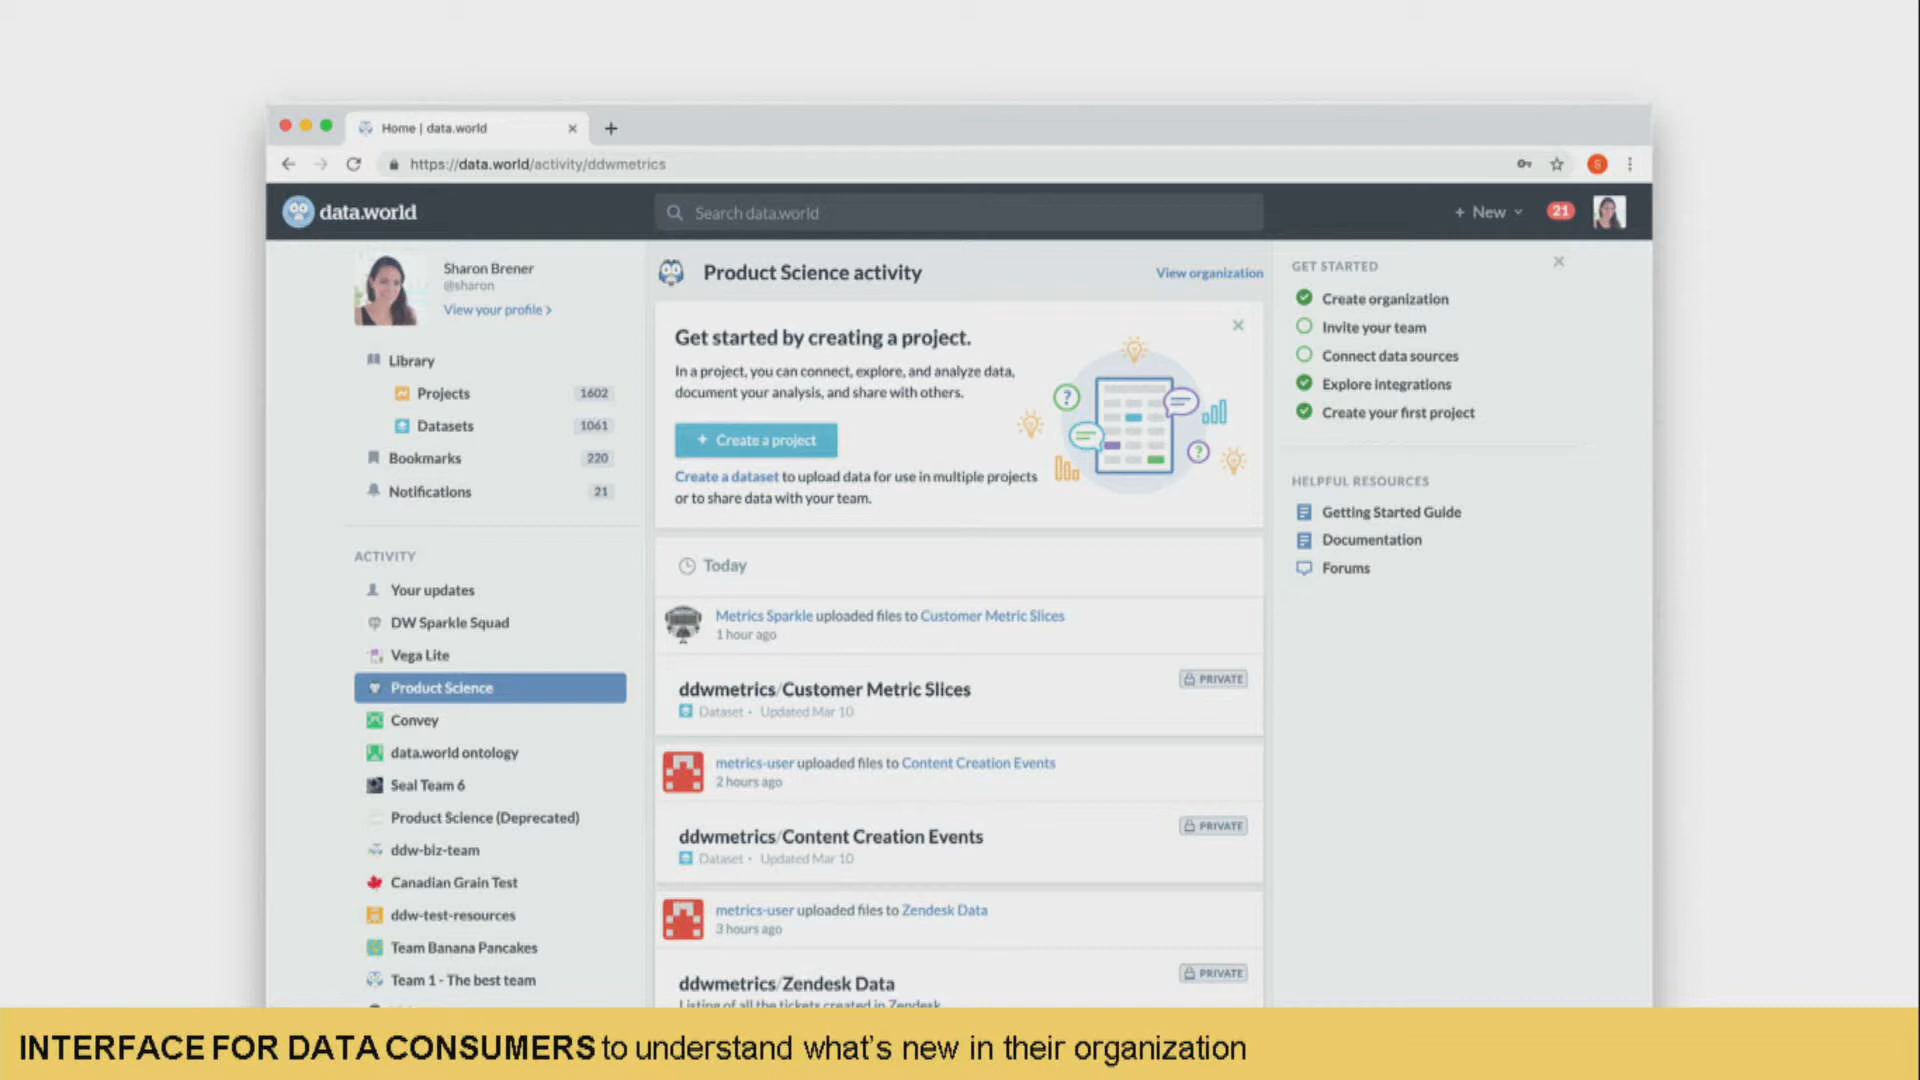 Home | data.world
https://data.world/activity/ddwmetrics
S
data.world
Search data.world
+ New
21
Sharon Brener
@sharon
View your profile >
Library
Projects 1602
Datasets 1061
Bookmarks 220
Notifications 21
ACTIVITY
Your updates
DW Sparkle Squad
Vega Lite
Product Science
Convey
data.world ontology
Seal Team 6
Product Science (Deprecated)
ddw-biz-team
Canadian Grain Test
ddw-test-resources
Team Banana Pancakes
Team 1 - The best team
Product Science activity
View organization
Get started by creating a project.
In a project, you can connect, explore, and analyze data,
document your analysis, and share with others.
+ Create a project
Create a dataset to upload data for use in multiple projects
or to share data with your team.
? ?
Today
Metrics Sparkle uploaded files to Customer Metric Slices
1 hour ago
ddwmetrics/Customer Metric Slices
PRIVATE
Dataset • Updated Mar 10
metrics-user uploaded files to Content Creation Events
2 hours ago
ddwmetrics/Content Creation Events
PRIVATE
Dataset • Updated Mar 10
metrics-user uploaded files to Zendesk Data
3 hours ago
ddwmetrics/Zendesk Data
PRIVATE
Listing of all the tickets created in Zendesk
GET STARTED
Create organization
Invite your team
Connect data sources
Explore integrations
Create your first project
HELPFUL RESOURCES
Getting Started Guide
Documentation
Forums
INTERFACE FOR DATA CONSUMERS to understand what's new in their organization